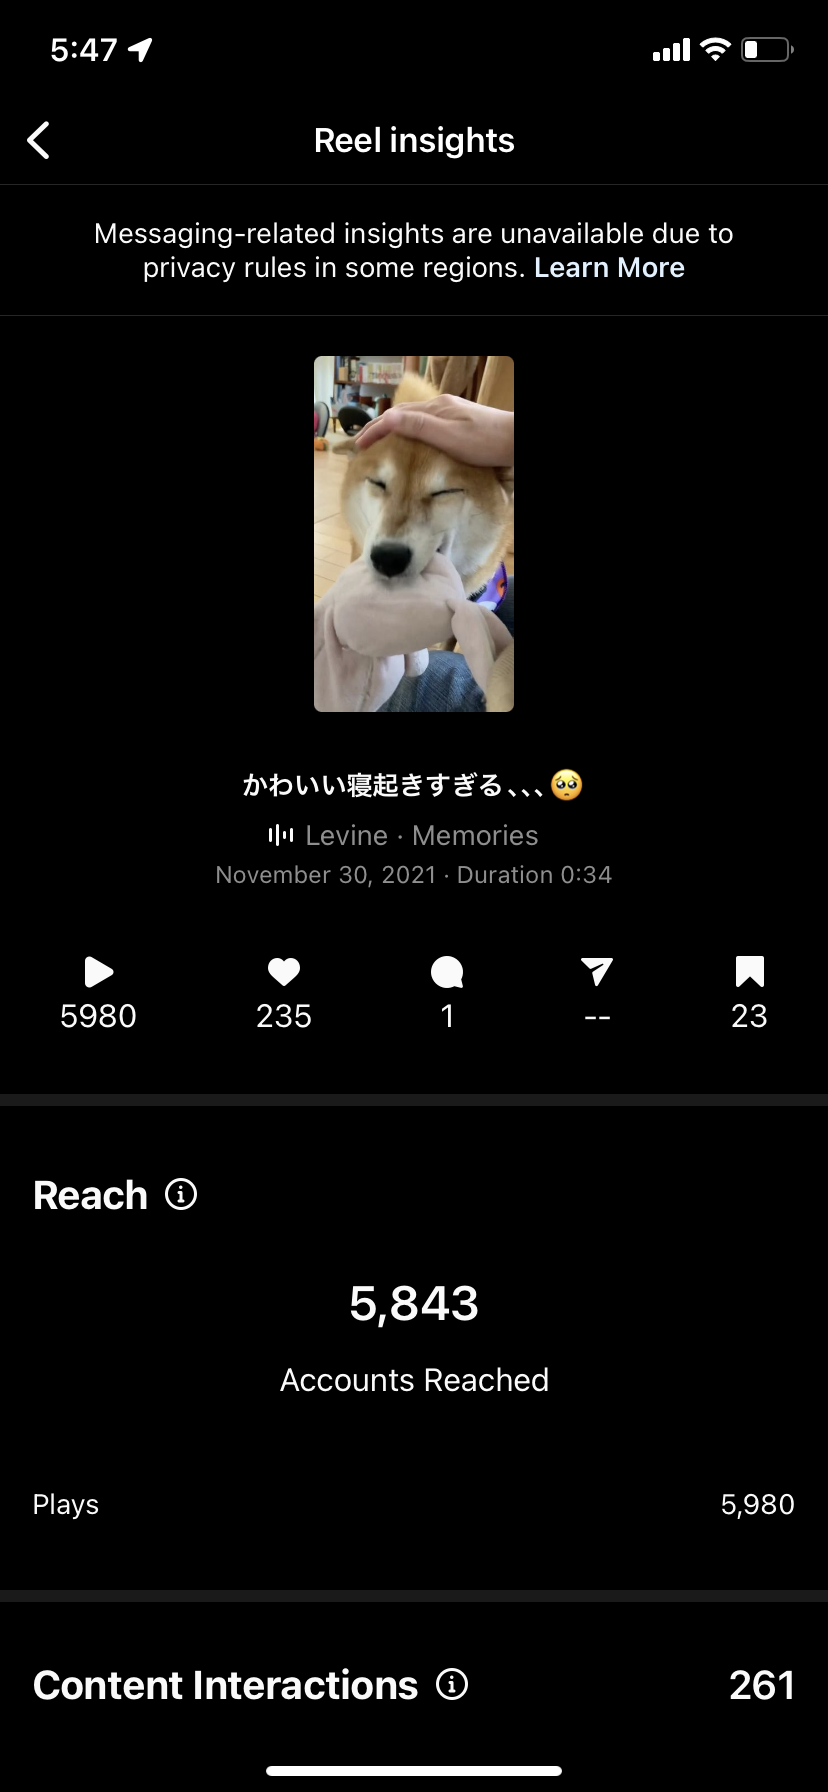 5:47
Reel insights
Messaging-related insights are unavailable due to
privacy rules in some regions. Learn More
かわいい寝起きすぎる、、、🥺
Levine · Memories
November 30, 2021 · Duration 0:34
5980 235 1 -- 23
Reach
5,843
Accounts Reached
Plays 5,980
Content Interactions 261